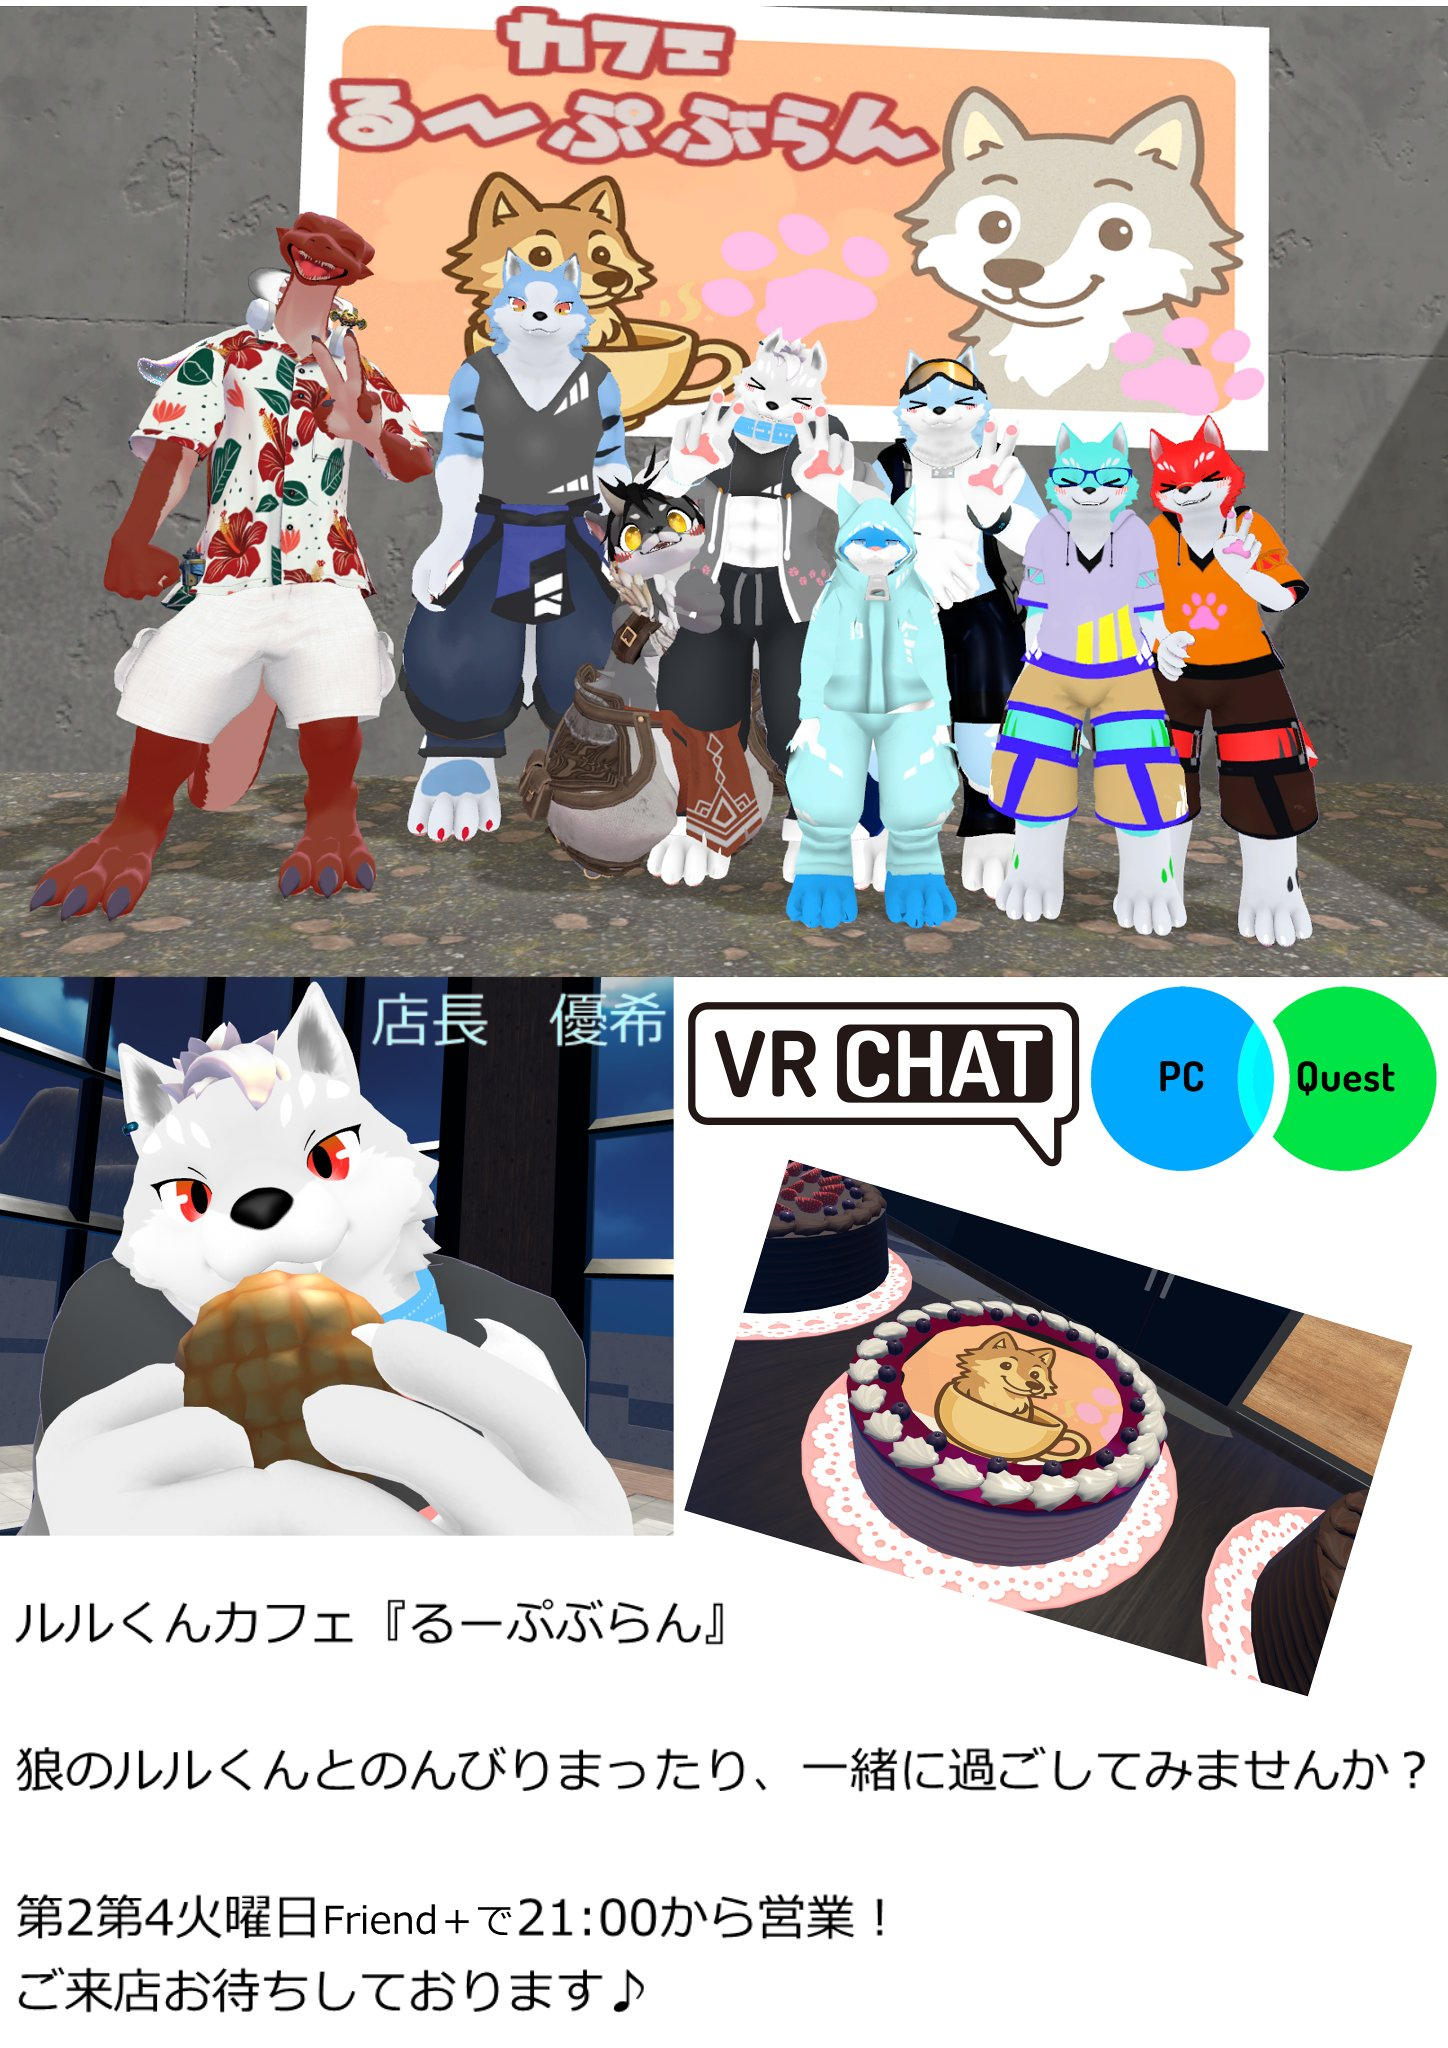 カフェ
る〜ぷぶらん
店長　優希
VR CHAT
PC
Quest
ルルくんカフェ『るーぷぶらん』
狼のルルくんとのんびりまったり、一緒に過ごしてみませんか？
第2第4火曜日Friend＋で21:00から営業！
ご来店お待ちしております♪